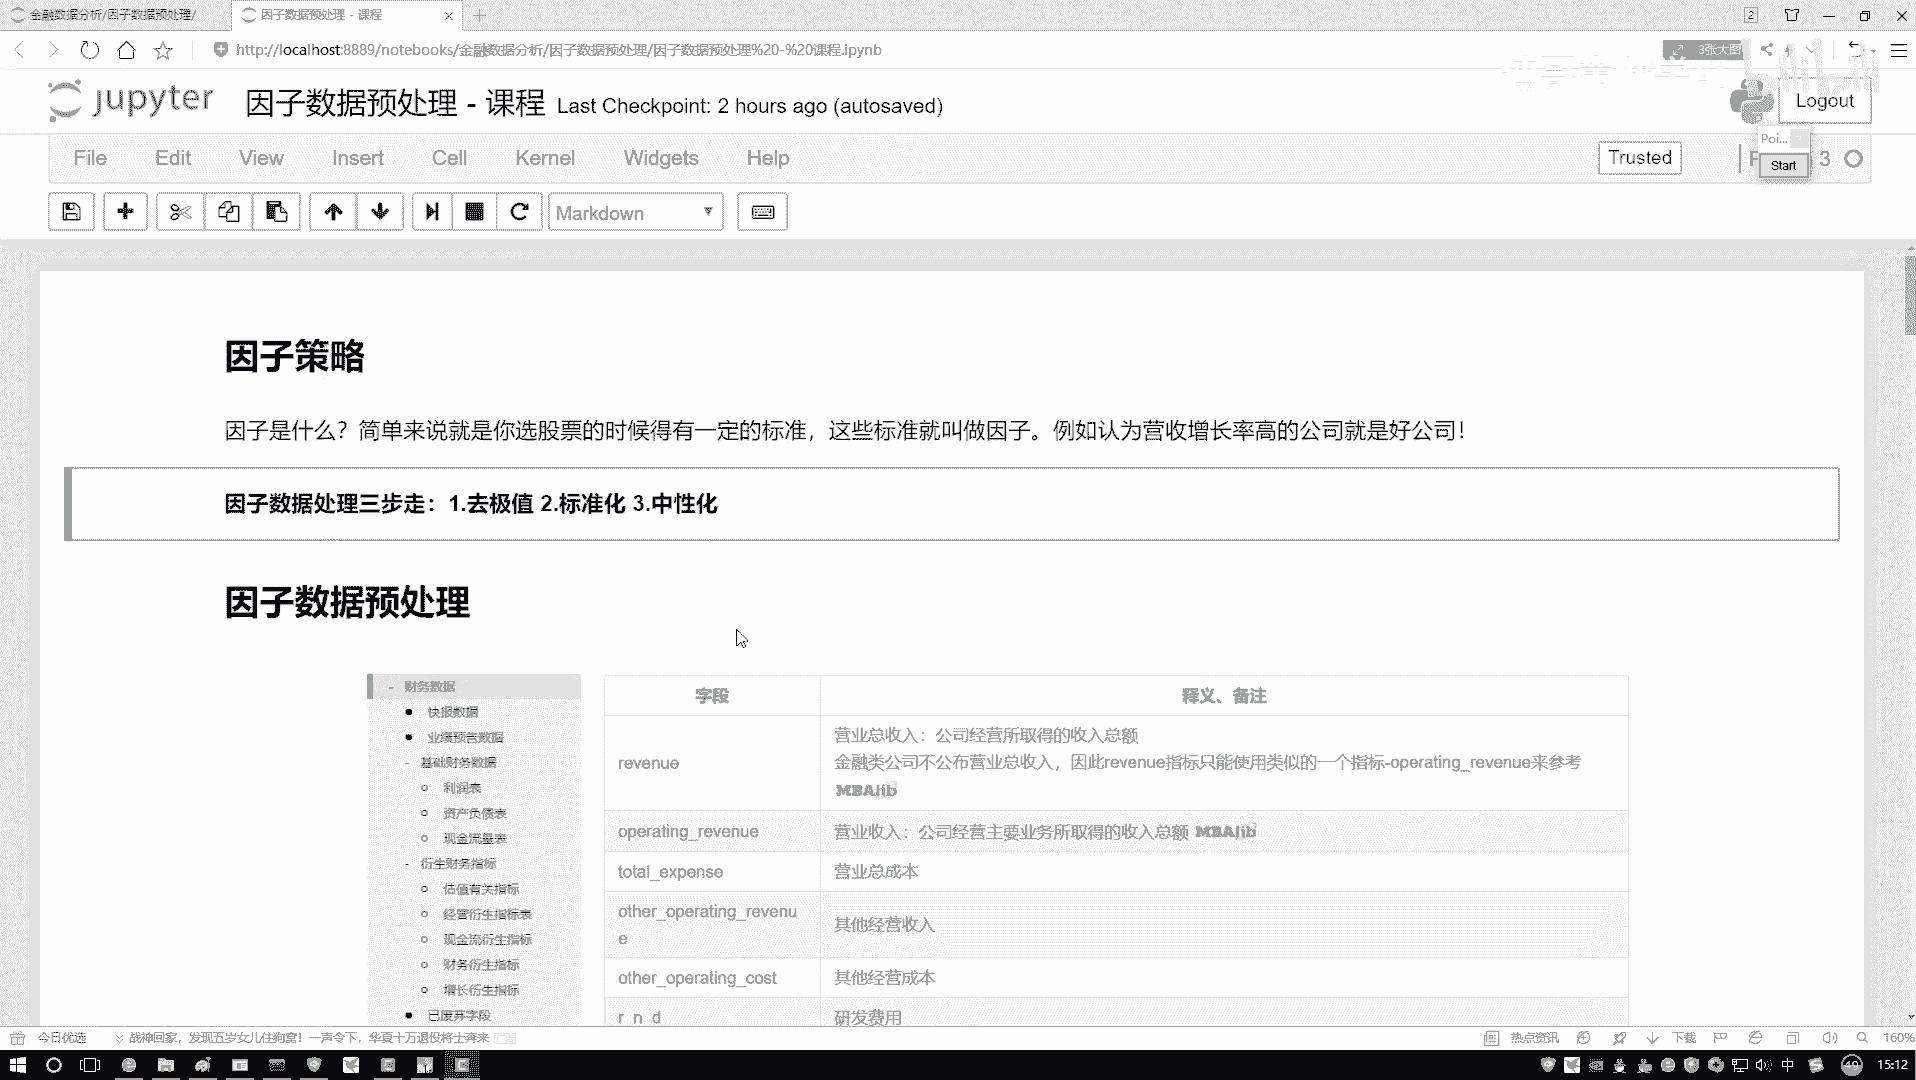 金融数据分析/因子数据预处理/
因子数据预处理 - 课程
2
http://localhost:8889/notebooks/金融数据分析/因子数据预处理/因子数据预处理%20-%20课程.ipynb
3张大图
jupyter
因子数据预处理 - 课程 Last Checkpoint: 2 hours ago (autosaved)
Logout
File Edit View Insert Cell Kernel Widgets Help
Trusted
3
Poi...
Start
Markdown
因子策略
因子是什么？简单来说就是你选股票的时候得有一定的标准，这些标准就叫做因子。例如认为营收增长率高的公司就是好公司！
因子数据处理三步走：1.去极值 2.标准化 3.中性化
因子数据预处理
- 财务数据
快报数据
业绩预告数据
- 基础财务数据
利润表
资产负债表
现金流量表
- 衍生财务指标
估值有关指标
经营衍生指标表
现金流衍生指标
财务衍生指标
增长衍生指标
已废弃字段
字段 释义、备注
revenue
营业总收入：公司经营所取得的收入总额
金融类公司不公布营业总收入，因此revenue指标只能使用类似的一个指标-operating_revenue来参考
MBAlib
operating_revenue 营业收入：公司经营主要业务所取得的收入总额 MBAlib
total_expense 营业总成本
other_operating_revenu
e
其他经营收入
other_operating_cost 其他经营成本
r_n_d 研发费用
今日优选 战神回家，发现五岁女儿住狗窝！一声令下，华夏十万退役将士奔来
热点资讯 下载 160%
中 49 15:12